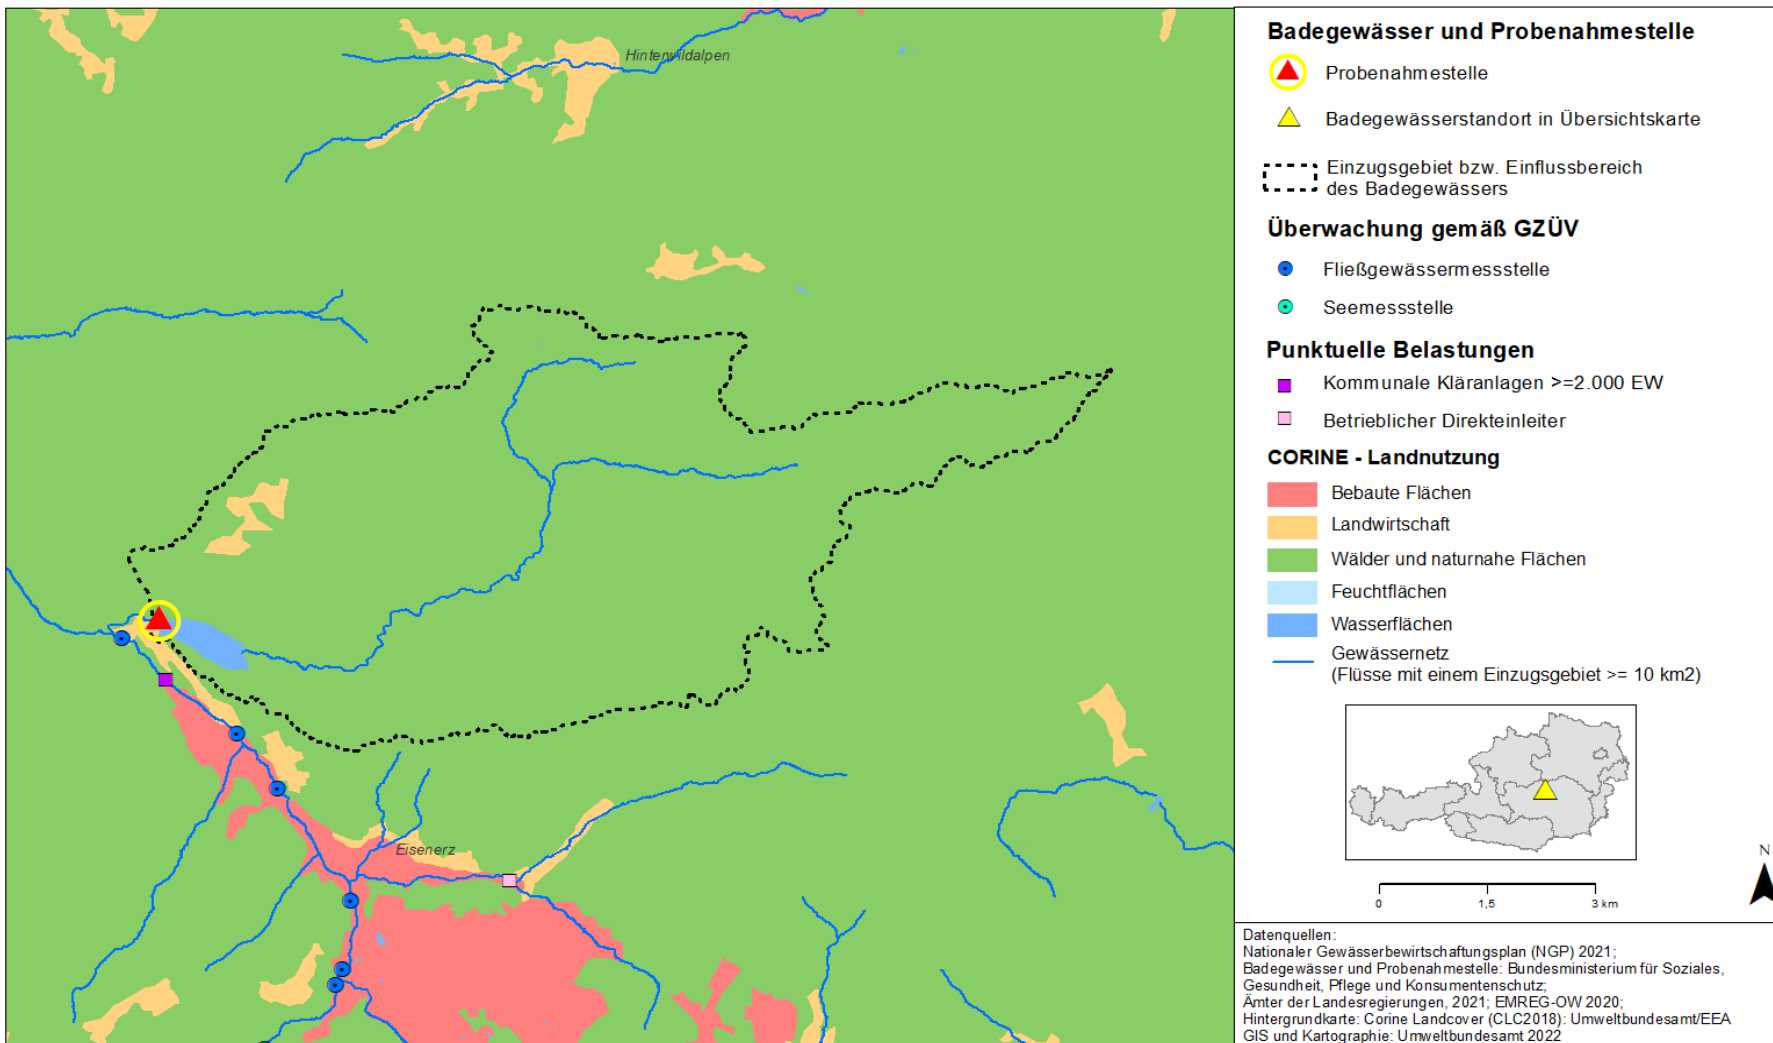 Hinterwildalpen
Eisenerz
Badegewässer und Probenahmestelle
Probenahmestelle
Badegewässerstandort in Übersichtskarte
Einzugsgebiet bzw. Einflussbereich
des Badegewässers
Überwachung gemäß GZÜV
Fließgewässermessstelle
Seemessstelle
Punktuelle Belastungen
Kommunale Kläranlagen >=2.000 EW
Betrieblicher Direkteinleiter
CORINE - Landnutzung
Bebaute Flächen
Landwirtschaft
Wälder und naturnahe Flächen
Feuchtflächen
Wasserflächen
Gewässernetz
(Flüsse mit einem Einzugsgebiet >= 10 km2)
N
0 1,5 3 km
Datenquellen:
Nationaler Gewässerbewirtschaftungsplan (NGP) 2021;
Badegewässer und Probenahmestelle: Bundesministerium für Soziales,
Gesundheit, Pflege und Konsumentenschutz;
Ämter der Landesregierungen, 2021; EMREG-OW 2020;
Hintergrundkarte: Corine Landcover (CLC2018): Umweltbundesamt/EEA
GIS und Kartographie: Umweltbundesamt 2022